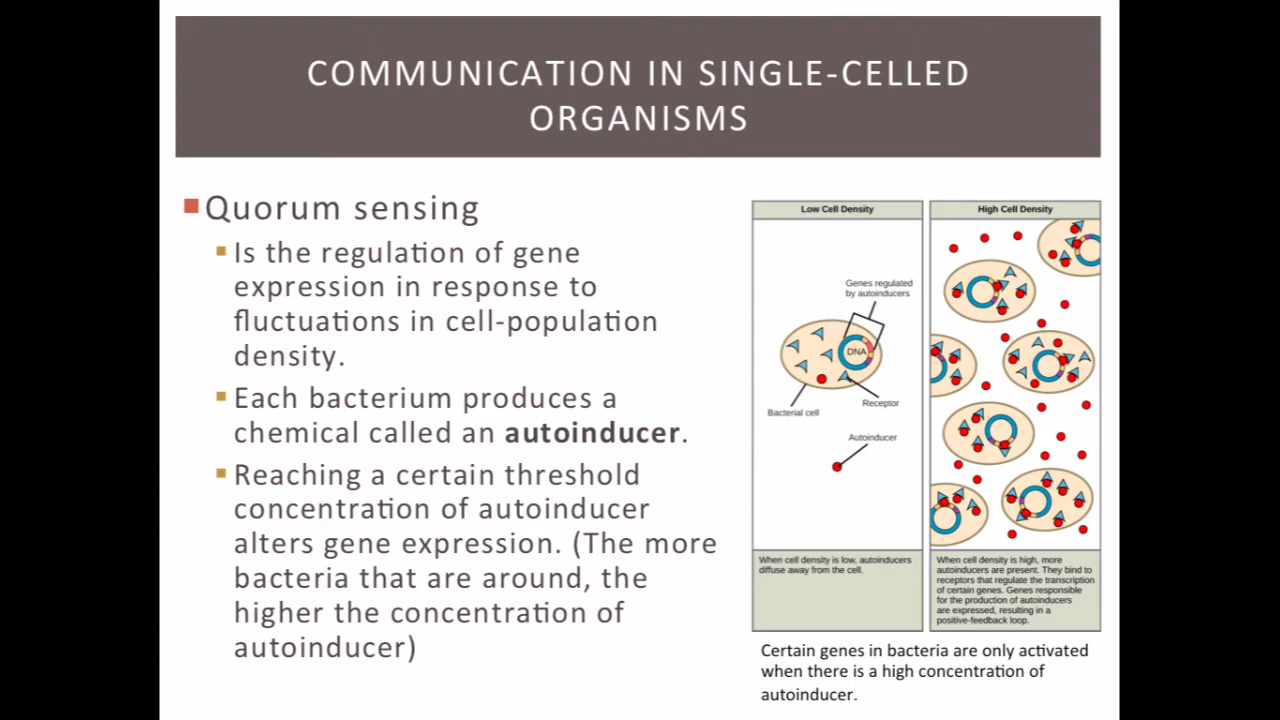 COMMUNICATION IN SINGLE-CELLED
ORGANISMS
Quorum sensing
Is the regulation of gene
expression in response to
fluctuations in cell-population
density.
Each bacterium produces a
chemical called an autoinducer.
Reaching a certain threshold
concentration of autoinducer
alters gene expression. (The more
bacteria that are around, the
higher the concentration of
autoinducer)
Low Cell Density
Genes regulated
by autoinducers
DNA
Bacterial cell
Receptor
Autoinducer
When cell density is low, autoinducers
diffuse away from the cell.
High Cell Density
When cell density is high, more
autoinducers are present. They bind to
receptors that regulate the transcription
of certain genes. Genes responsible
for the production of autoinducers
are expressed, resulting in a
positive-feedback loop.
Certain genes in bacteria are only activated
when there is a high concentration of
autoinducer.